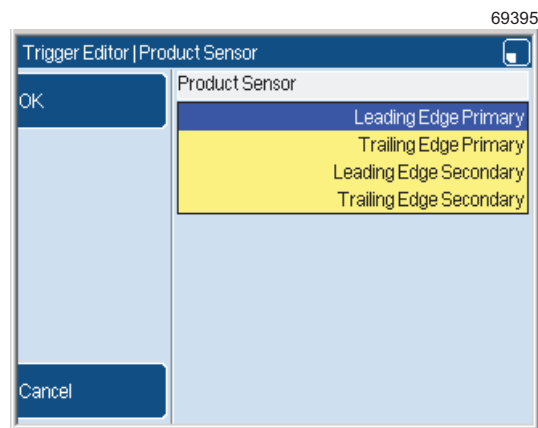 69395
Trigger Editor | Product Sensor
OK
Product Sensor
Leading Edge Primary
Trailing Edge Primary
Leading Edge Secondary
Trailing Edge Secondary
Cancel